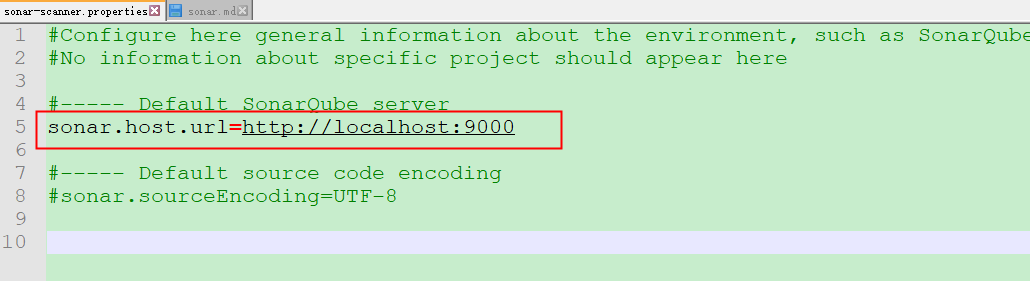 sonar-scanner.properties sonar.md
1 #Configure here general information about the environment, such as SonarQube
2 #No information about specific project should appear here
3
4 #----- Default SonarQube server
5 sonar.host.url=http://localhost:9000
6
7 #----- Default source code encoding
8 #sonar.sourceEncoding=UTF-8
9
10